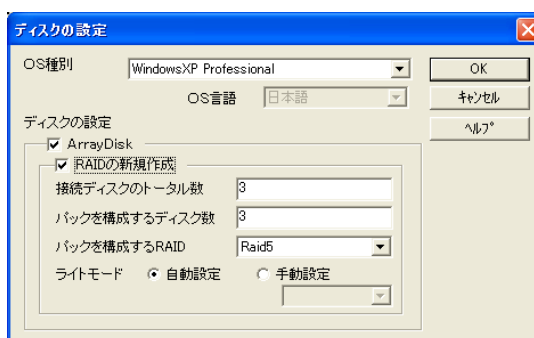 ディスクの設定
OS種別 WindowsXP Professional OK
OS言語 日本語 キャンセル
ディスクの設定 ヘルプ
ArrayDisk
RAIDの新規作成
接続ディスクのトータル数 3
パックを構成するディスク数 3
パックを構成するRAID Raid5
ライトモード 自動設定 手動設定